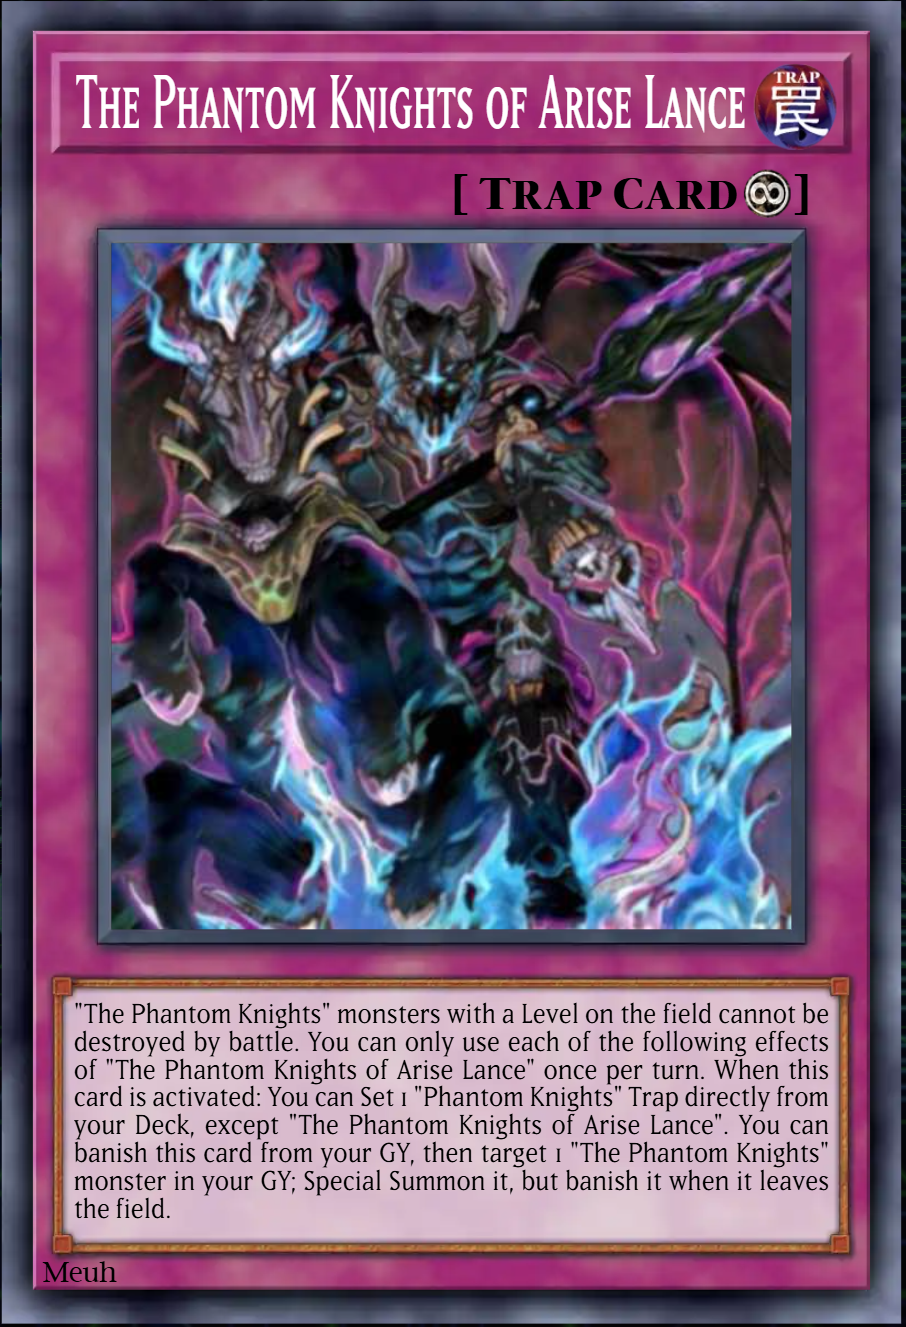 The Phantom Knights of Arise Lance
TRAP
罠
[ Trap Card ∞ ]
"The Phantom Knights" monsters with a Level on the field cannot be
destroyed by battle. You can only use each of the following effects
of "The Phantom Knights of Arise Lance" once per turn. When this
card is activated: You can Set 1 "Phantom Knights" Trap directly from
your Deck, except "The Phantom Knights of Arise Lance". You can
banish this card from your GY, then target 1 "The Phantom Knights"
monster in your GY; Special Summon it, but banish it when it leaves
the field.
Meuh